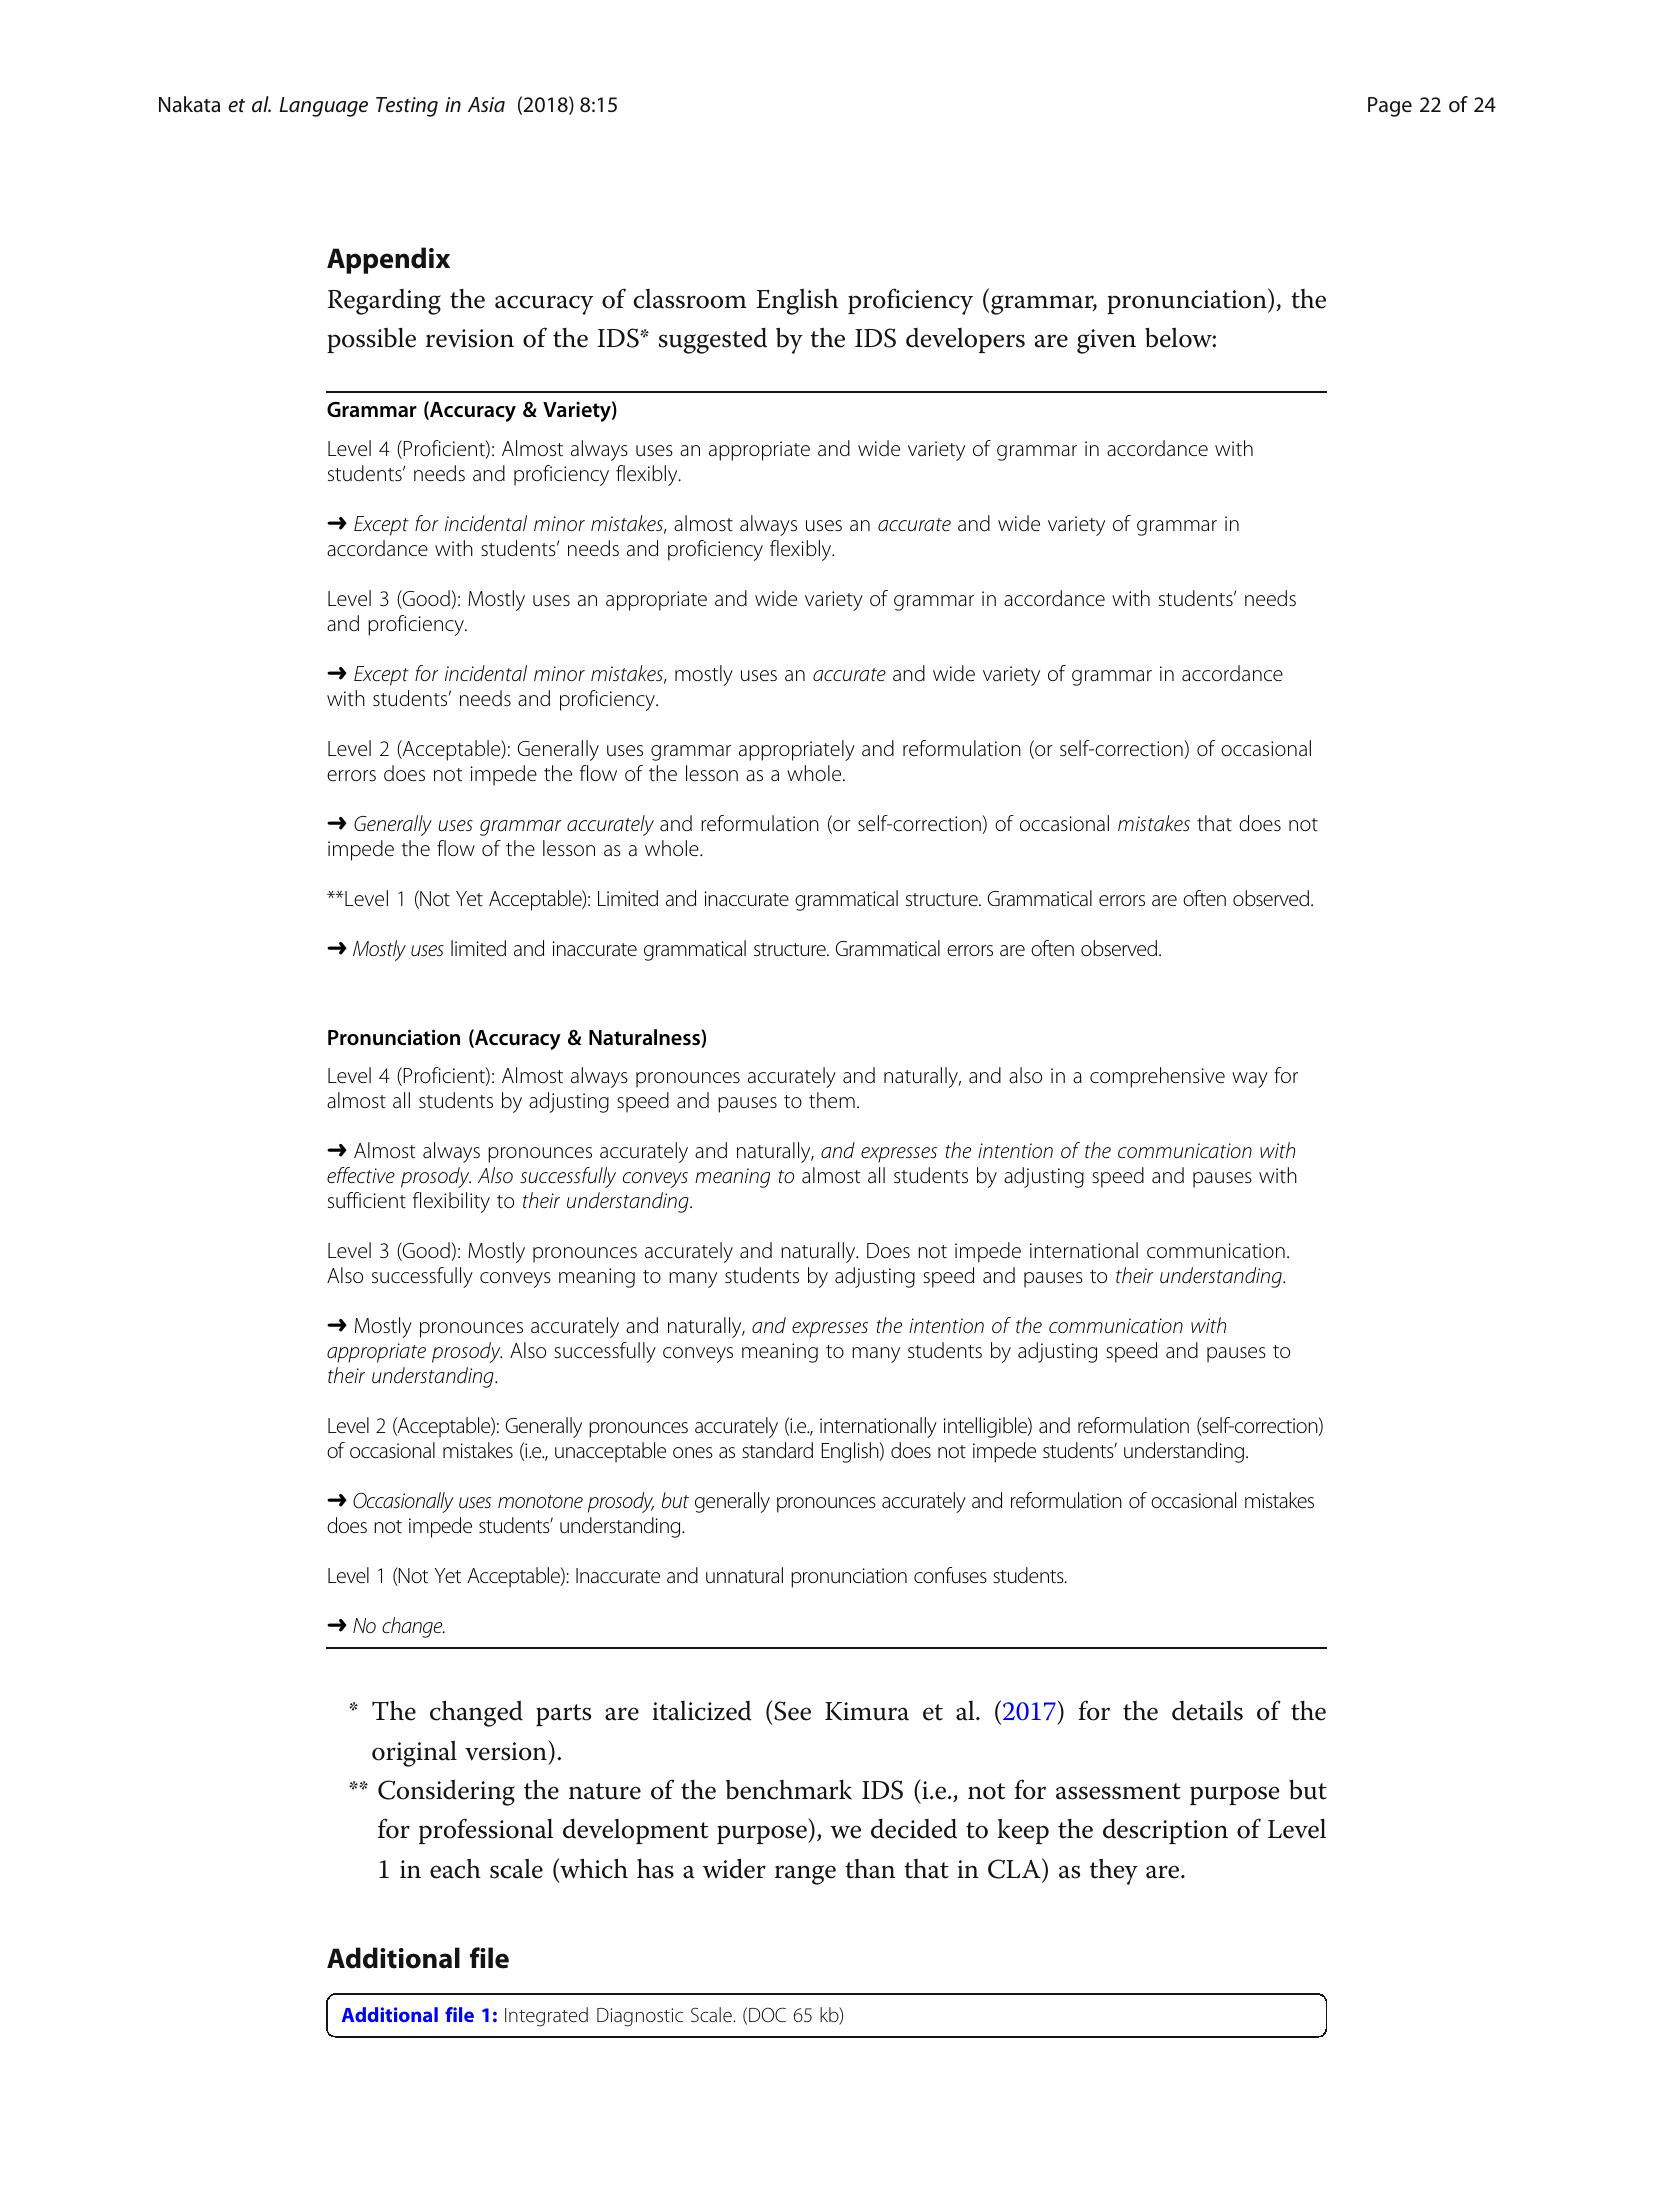 Nakata et al. Language Testing in Asia (2018) 8:15
Page 22 of 24
Appendix
Regarding the accuracy of classroom English proficiency (grammar, pronunciation), the
possible revision of the IDS* suggested by the IDS developers are given below:
Grammar (Accuracy & Variety)
Level 4 (Proficient): Almost always uses an appropriate and wide variety of grammar in accordance with
students’ needs and proficiency flexibly.
➜ Except for incidental minor mistakes, almost always uses an accurate and wide variety of grammar in
accordance with students’ needs and proficiency flexibly.
Level 3 (Good): Mostly uses an appropriate and wide variety of grammar in accordance with students’ needs
and proficiency.
➜ Except for incidental minor mistakes, mostly uses an accurate and wide variety of grammar in accordance
with students’ needs and proficiency.
Level 2 (Acceptable): Generally uses grammar appropriately and reformulation (or self-correction) of occasional
errors does not impede the flow of the lesson as a whole.
➜ Generally uses grammar accurately and reformulation (or self-correction) of occasional mistakes that does not
impede the flow of the lesson as a whole.
**Level 1 (Not Yet Acceptable): Limited and inaccurate grammatical structure. Grammatical errors are often observed.
➜ Mostly uses limited and inaccurate grammatical structure. Grammatical errors are often observed.
Pronunciation (Accuracy & Naturalness)
Level 4 (Proficient): Almost always pronounces accurately and naturally, and also in a comprehensive way for
almost all students by adjusting speed and pauses to them.
➜ Almost always pronounces accurately and naturally, and expresses the intention of the communication with
effective prosody. Also successfully conveys meaning to almost all students by adjusting speed and pauses with
sufficient flexibility to their understanding.
Level 3 (Good): Mostly pronounces accurately and naturally. Does not impede international communication.
Also successfully conveys meaning to many students by adjusting speed and pauses to their understanding.
➜ Mostly pronounces accurately and naturally, and expresses the intention of the communication with
appropriate prosody. Also successfully conveys meaning to many students by adjusting speed and pauses to
their understanding.
Level 2 (Acceptable): Generally pronounces accurately (i.e., internationally intelligible) and reformulation (self-correction)
of occasional mistakes (i.e., unacceptable ones as standard English) does not impede students’ understanding.
➜ Occasionally uses monotone prosody, but generally pronounces accurately and reformulation of occasional mistakes
does not impede students’ understanding.
Level 1 (Not Yet Acceptable): Inaccurate and unnatural pronunciation confuses students.
➜ No change.
* The changed parts are italicized (See Kimura et al. (2017) for the details of the
original version).
** Considering the nature of the benchmark IDS (i.e., not for assessment purpose but
for professional development purpose), we decided to keep the description of Level
1 in each scale (which has a wider range than that in CLA) as they are.
Additional file
Additional file 1: Integrated Diagnostic Scale. (DOC 65 kb)